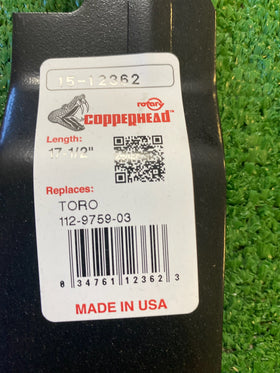 15-12362
rotary
COPPERHEAD™
Length:
17-1/2"
Replaces:
TORO
112-9759-03
0 34761 12362 3
MADE IN USA